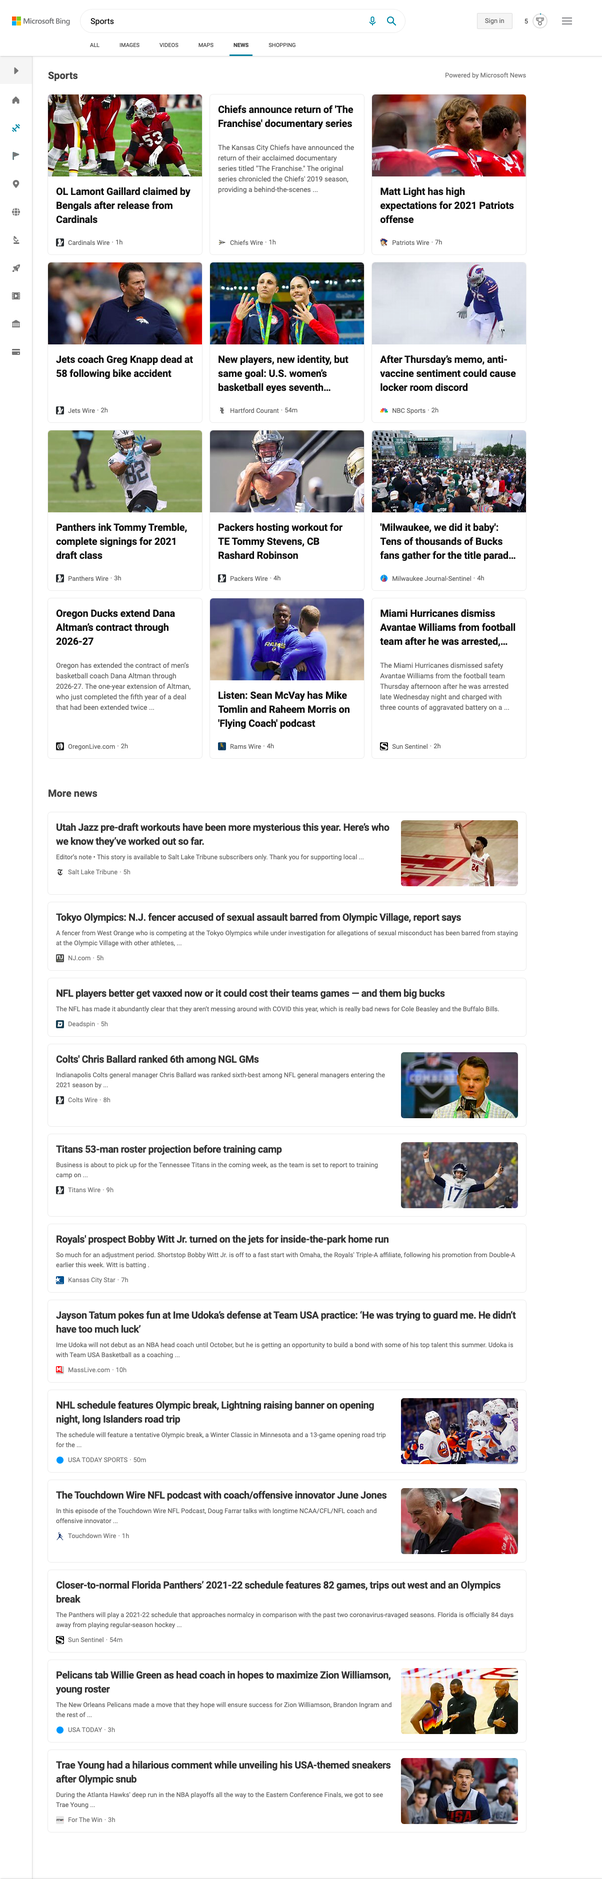 Microsoft Bing
Sports
Sign in
5
ALL
IMAGES
VIDEOS
MAPS
NEWS
SHOPPING
Sports
Powered by Microsoft News
OL Lamont Gaillard claimed by
Bengals after release from
Cardinals
Cardinals Wire · 1h
Chiefs announce return of 'The
Franchise' documentary series
The Kansas City Chiefs have announced the
return of their acclaimed documentary
series titled "The Franchise." The original
series chronicled the Chiefs' 2019 season,
providing a behind-the-scenes ...
Chiefs Wire · 1h
Matt Light has high
expectations for 2021 Patriots
offense
Patriots Wire · 7h
Jets coach Greg Knapp dead at
58 following bike accident
Jets Wire · 2h
New players, new identity, but
same goal: U.S. women's
basketball eyes seventh...
Hartford Courant · 54m
After Thursday's memo, anti-
vaccine sentiment could cause
locker room discord
NBC Sports · 2h
Panthers ink Tommy Tremble,
complete signings for 2021
draft class
Panthers Wire · 3h
Packers hosting workout for
TE Tommy Stevens, CB
Rashard Robinson
Packers Wire · 4h
'Milwaukee, we did it baby':
Tens of thousands of Bucks
fans gather for the title parad...
Milwaukee Journal-Sentinel · 4h
Oregon Ducks extend Dana
Altman's contract through
2026-27
Oregon has extended the contract of men's
basketball coach Dana Altman through
2026-27. The one-year extension of Altman,
who just completed the fifth year of a deal
that had been extended twice ...
OregonLive.com · 2h
Listen: Sean McVay has Mike
Tomlin and Raheem Morris on
'Flying Coach' podcast
Rams Wire · 4h
Miami Hurricanes dismiss
Avantae Williams from football
team after he was arrested,...
The Miami Hurricanes dismissed safety
Avantae Williams from the football team
Thursday afternoon after he was arrested
late Wednesday night and charged with
three counts of aggravated battery on a ...
Sun Sentinel · 2h
More news
Utah Jazz pre-draft workouts have been more mysterious this year. Here's who
we know they've worked out so far.
Editor's note • This story is available to Salt Lake Tribune subscribers only. Thank you for supporting local ...
Salt Lake Tribune · 5h
Tokyo Olympics: N.J. fencer accused of sexual assault barred from Olympic Village, report says
A fencer from West Orange who is competing at the Tokyo Olympics while under investigation for allegations of sexual misconduct has been barred from staying
at the Olympic Village with other athletes, ...
NJ.com · 5h
NFL players better get vaxxed now or it could cost their teams games — and them big bucks
The NFL has made it abundantly clear that they aren't messing around with COVID this year, which is really bad news for Cole Beasley and the Buffalo Bills.
Deadspin · 5h
Colts' Chris Ballard ranked 6th among NGL GMs
Indianapolis Colts general manager Chris Ballard was ranked sixth-best among NFL general managers entering the
2021 season by ...
Colts Wire · 8h
Titans 53-man roster projection before training camp
Business is about to pick up for the Tennessee Titans in the coming week, as the team is set to report to training
camp on ...
Titans Wire · 9h
Royals' prospect Bobby Witt Jr. turned on the jets for inside-the-park home run
So much for an adjustment period. Shortstop Bobby Witt Jr. is off to a fast start with Omaha, the Royals' Triple-A affiliate, following his promotion from Double-A
earlier this week. Witt is batting .
Kansas City Star · 7h
Jayson Tatum pokes fun at Ime Udoka's defense at Team USA practice: 'He was trying to guard me. He didn't
have too much luck'
Ime Udoka will not debut as an NBA head coach until October, but he is getting an opportunity to build a bond with some of his top talent this summer. Udoka is
with Team USA Basketball as a coaching ...
MassLive.com · 10h
NHL schedule features Olympic break, Lightning raising banner on opening
night, long Islanders road trip
The schedule will feature a tentative Olympic break, a Winter Classic in Minnesota and a 13-game opening road trip
for the ...
USA TODAY SPORTS · 50m
The Touchdown Wire NFL podcast with coach/offensive innovator June Jones
In this episode of the Touchdown Wire NFL Podcast, Doug Farrar talks with longtime NCAA/CFL/NFL coach and
offensive innovator ...
Touchdown Wire · 1h
Closer-to-normal Florida Panthers' 2021-22 schedule features 82 games, trips out west and an Olympics
break
The Panthers will play a 2021-22 schedule that approaches normalcy in comparison with the past two coronavirus-ravaged seasons. Florida is officially 84 days
away from playing regular-season hockey ...
Sun Sentinel · 54m
Pelicans tab Willie Green as head coach in hopes to maximize Zion Williamson,
young roster
The New Orleans Pelicans made a move that they hope will ensure success for Zion Williamson, Brandon Ingram and
the rest of ...
USA TODAY · 3h
Trae Young had a hilarious comment while unveiling his USA-themed sneakers
after Olympic snub
During the Atlanta Hawks' deep run in the NBA playoffs all the way to the Eastern Conference Finals, we got to see
Trae Young ...
For The Win · 3h